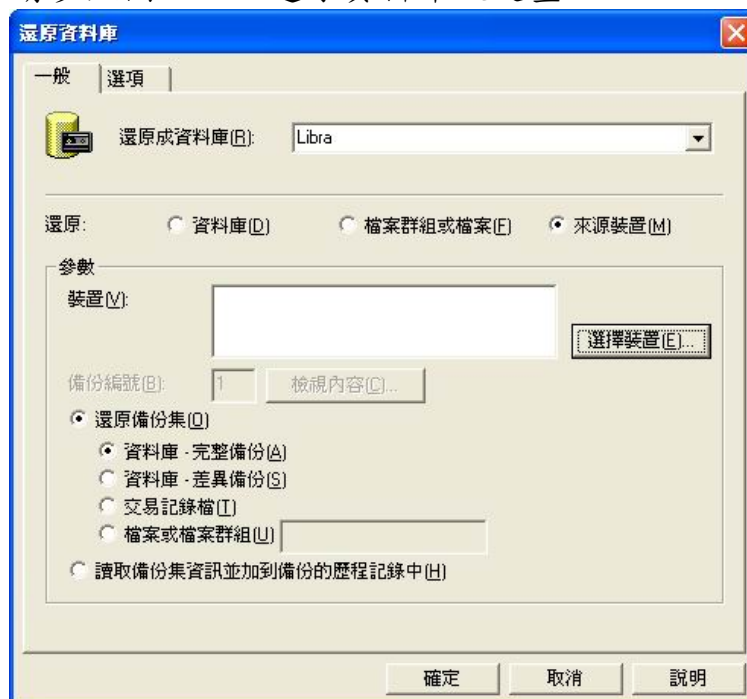 還原資料庫
一般 選項
還原成資料庫(R): Libra
還原: 資料庫(D) 檔案群組或檔案(F) 來源裝置(M)
參數
裝置(V):
選擇裝置(E)...
備份編號(B): 1 檢視內容(C)...
還原備份集(O)
資料庫 - 完整備份(A)
資料庫 - 差異備份(S)
交易記錄檔(T)
檔案或檔案群組(U)
讀取備份集資訊並加到備份的歷程記錄中(H)
確定 取消 說明